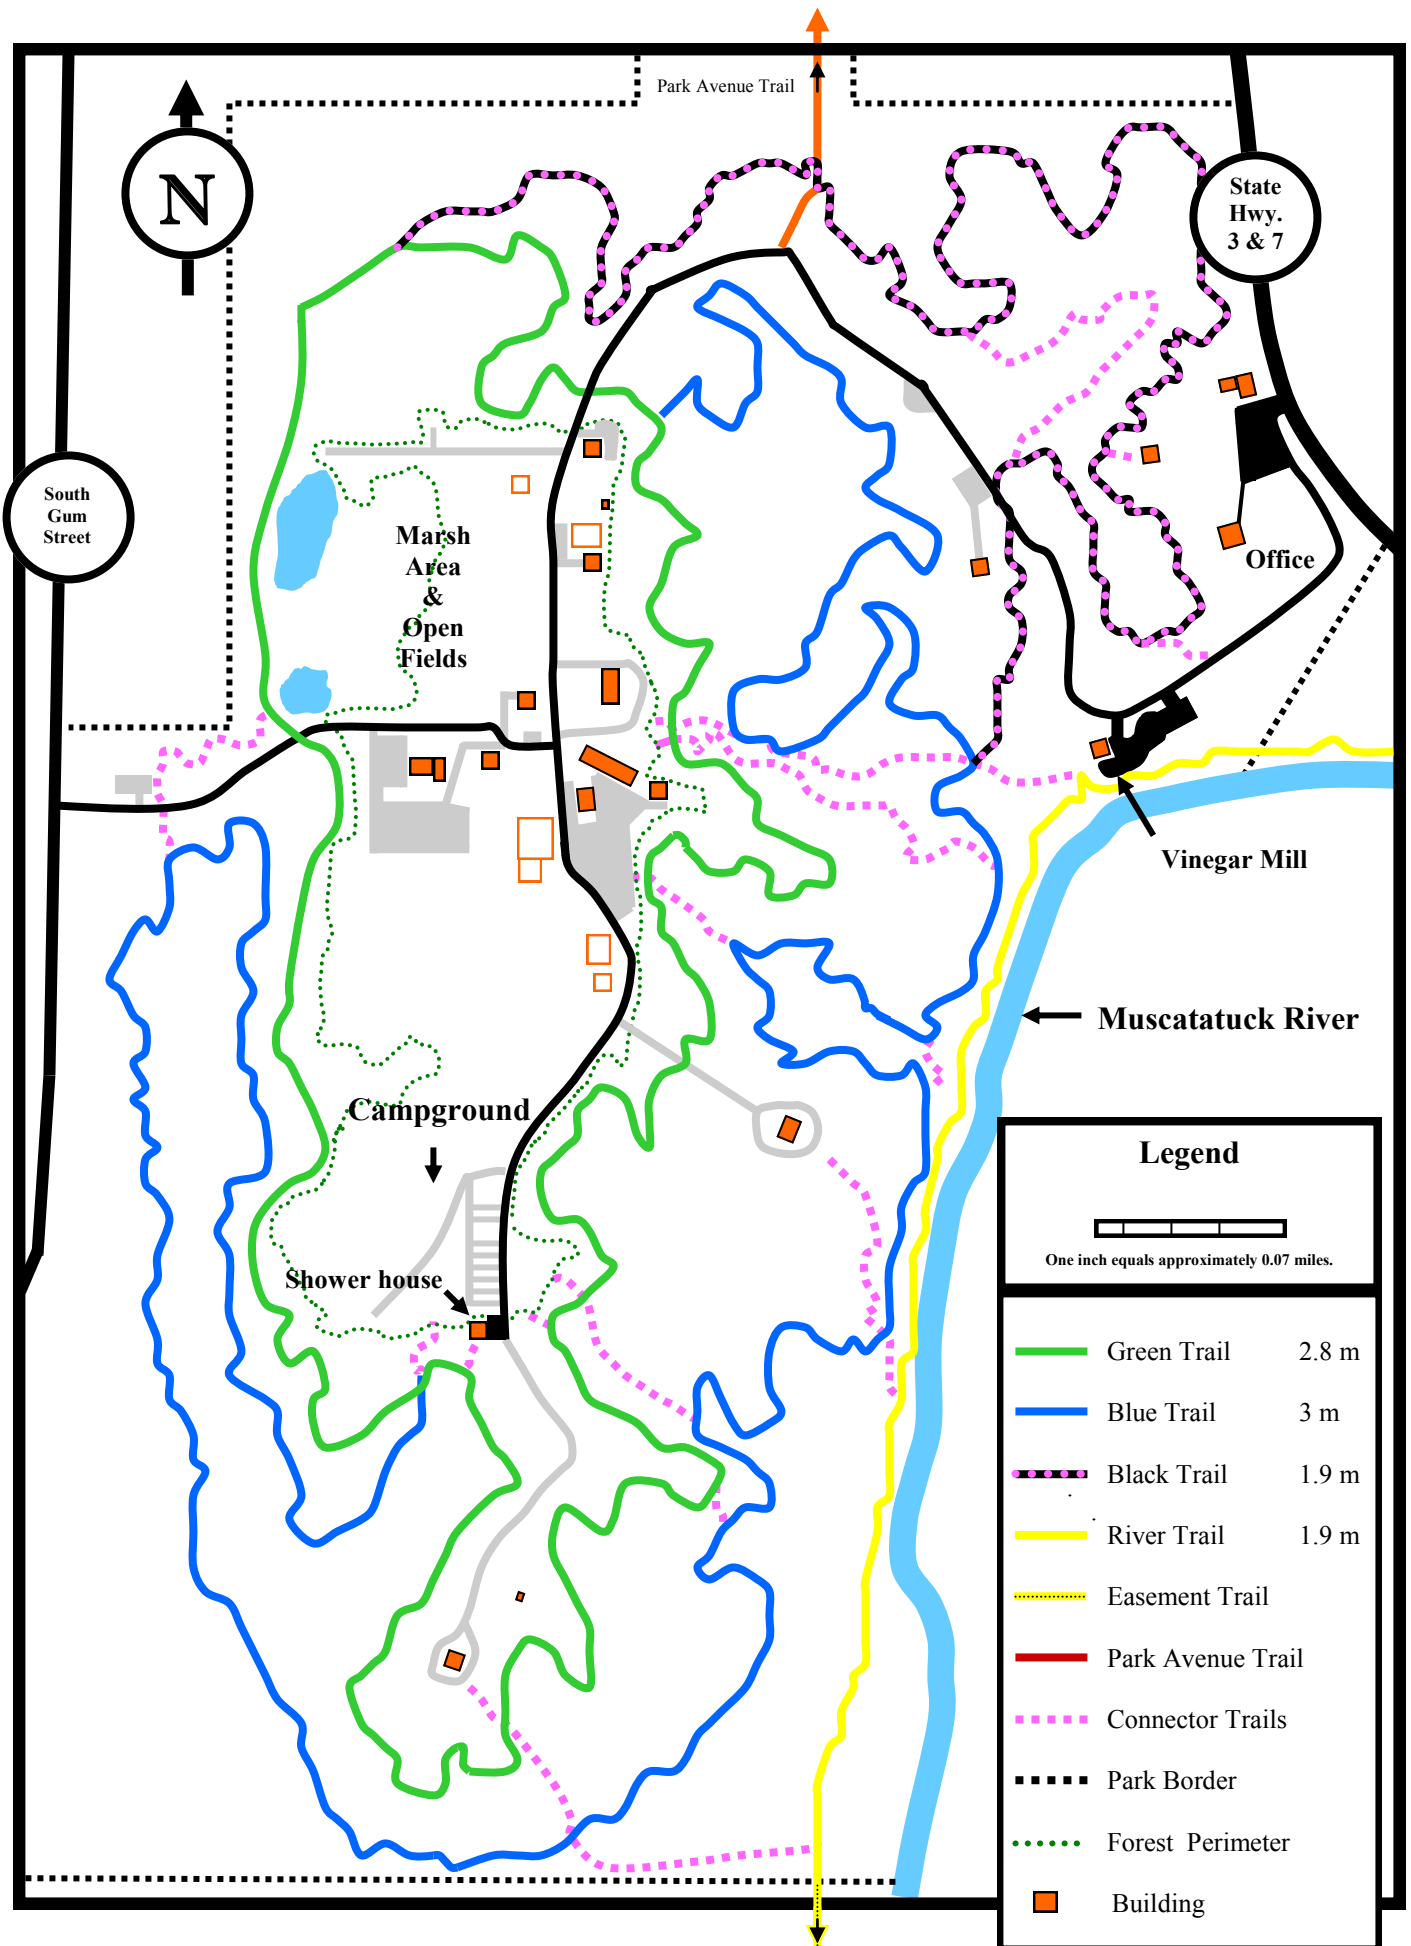 Park Avenue Trail
N
State
Hwy.
3 & 7
South
Gum
Street
Marsh
Area
&
Open
Fields
Office
Vinegar Mill
Muscatatuck River
Campground
Shower house
Legend
One inch equals approximately 0.07 miles.
Green Trail 2.8 m
Blue Trail 3 m
Black Trail 1.9 m
River Trail 1.9 m
Easement Trail
Park Avenue Trail
Connector Trails
Park Border
Forest Perimeter
Building